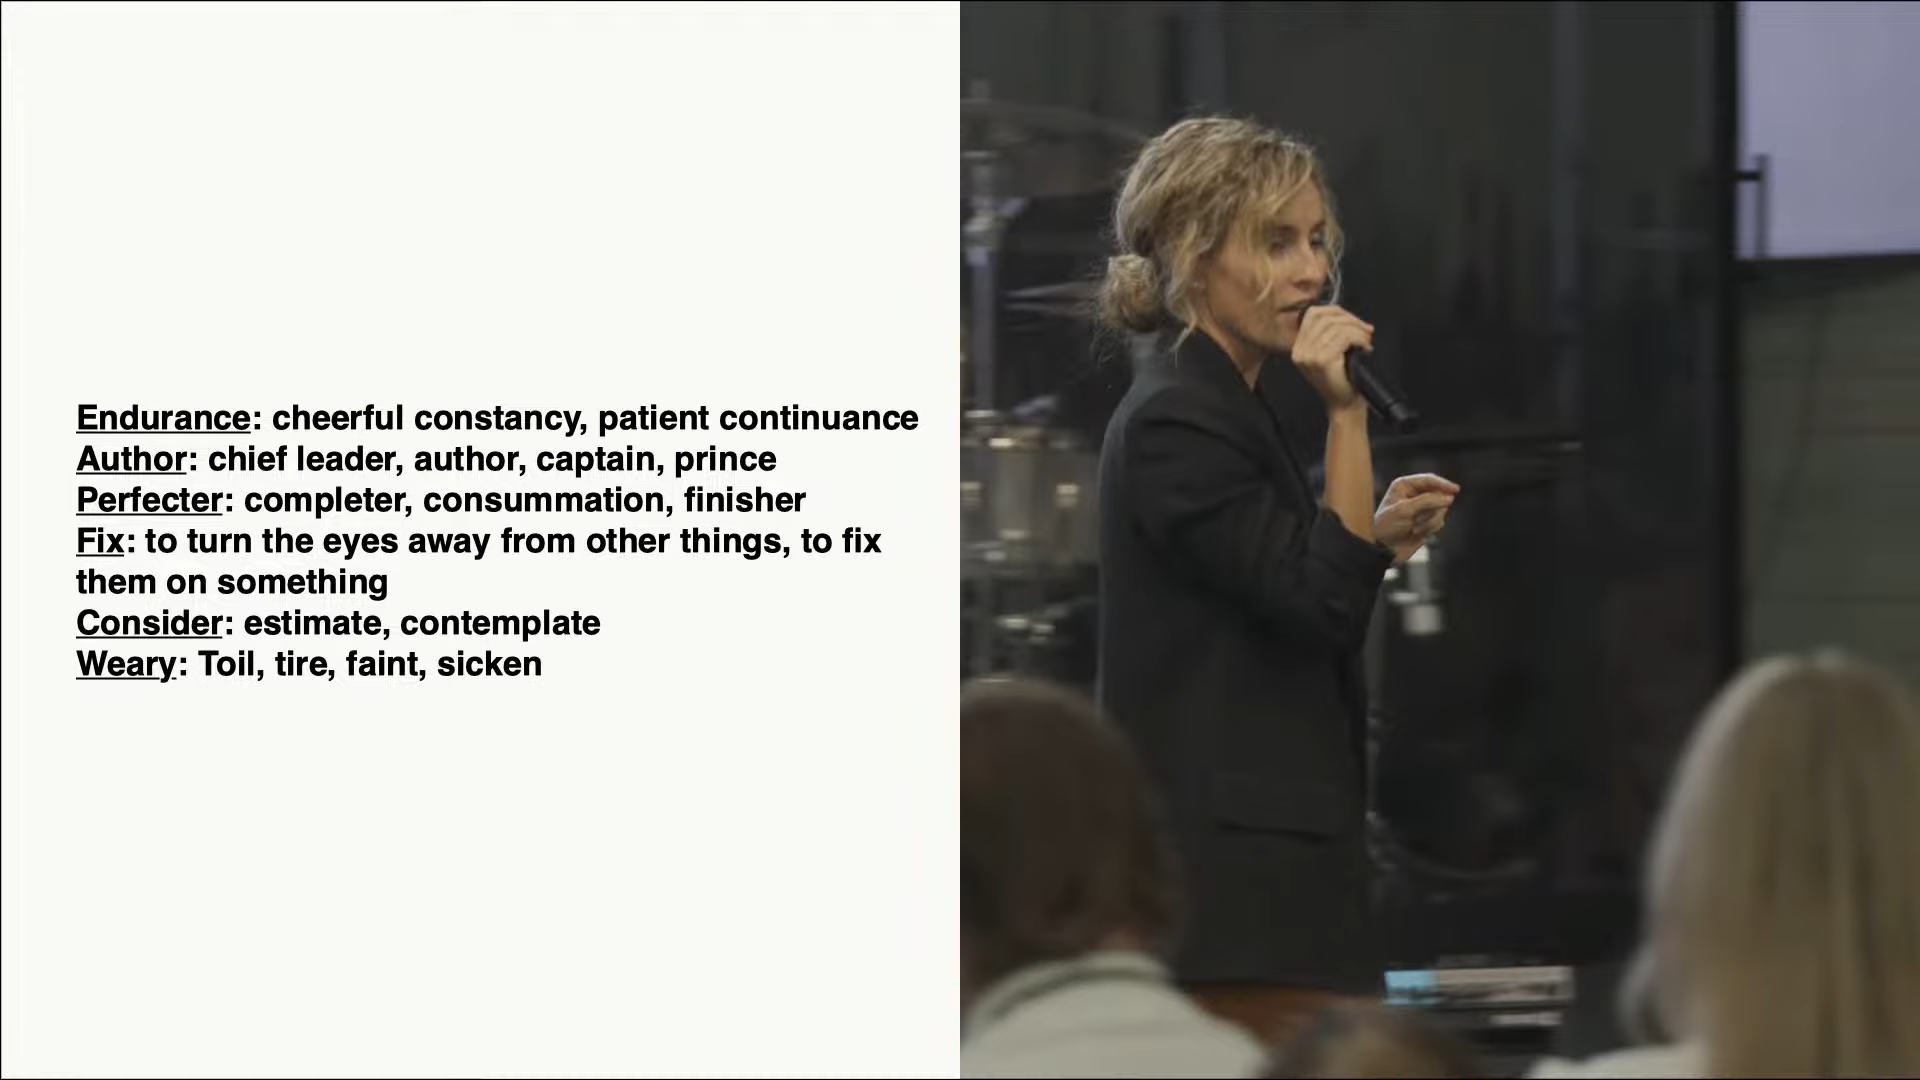 Endurance: cheerful constancy, patient continuance
Author: chief leader, author, captain, prince
Perfecter: completer, consummation, finisher
Fix: to turn the eyes away from other things, to fix
them on something
Consider: estimate, contemplate
Weary: Toil, tire, faint, sicken